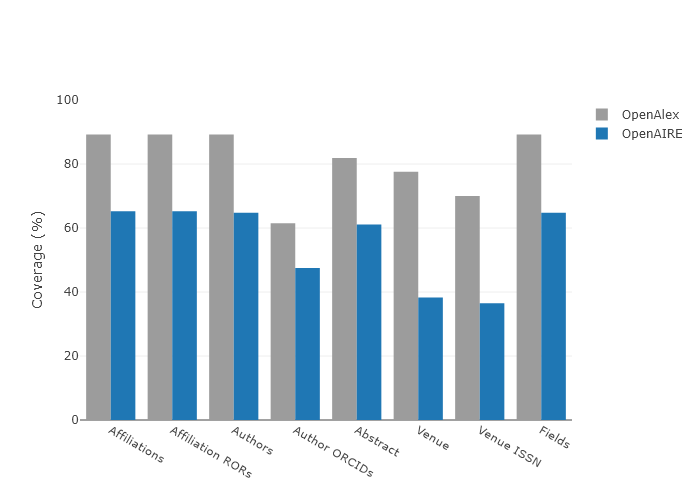 100
80
60
40
20
0
Coverage (%)
Affiliations
Affiliation RORs
Authors
Author ORCIDs
Abstract
Venue
Venue ISSN
Fields
OpenAlex
OpenAIRE